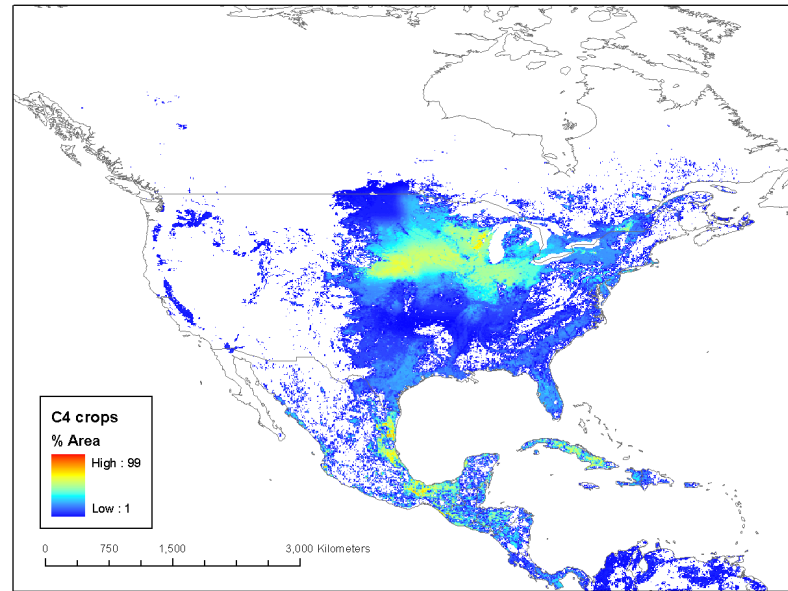 C4 crops
% Area
High : 99
Low : 1
0 750 1,500 3,000 Kilometers